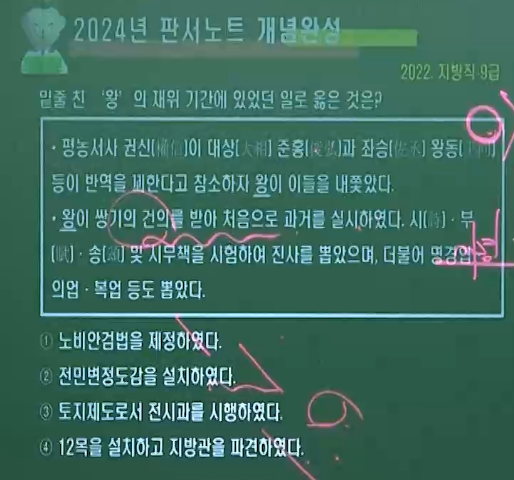 2024년 판서노트 개념완성
2022. 지방직 9급
밑줄 친 '왕'의 재위 기간에 있었던 일로 옳은 것은?
· 평농서사 권신(權信)이 대상(大相) 준홍(俊弘)과 좌승(佐丞) 왕동(王同)
등이 반역을 꾀한다고 참소하자 왕이 이들을 내쫓았다.
· 왕이 쌍기의 건의를 받아 처음으로 과거를 실시하였다. 시(詩) · 부
(賦) · 송(頌) 및 시무책을 시험하여 진사를 뽑았으며, 더불어 명경업 ·
의업 · 복업 등도 뽑았다.
① 노비안검법을 제정하였다.
② 전민변정도감을 설치하였다.
③ 토지제도로서 전시과를 시행하였다.
④ 12목을 설치하고 지방관을 파견하였다.